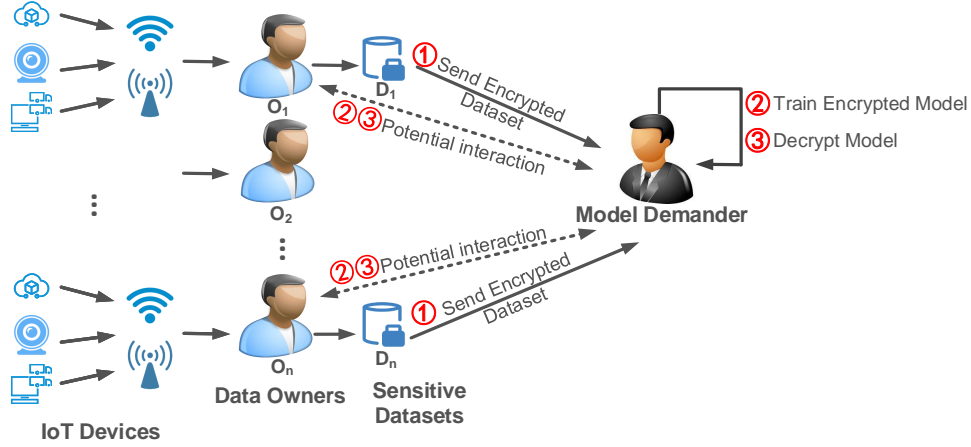 ① Send Encrypted
Dataset
D₁
O₁
②③ Potential interaction
② Train Encrypted Model
③ Decrypt Model
O₂
Model Demander
②③ Potential interaction
① Send Encrypted
Dataset
Oₙ
Dₙ
Data Owners
Sensitive
Datasets
IoT Devices